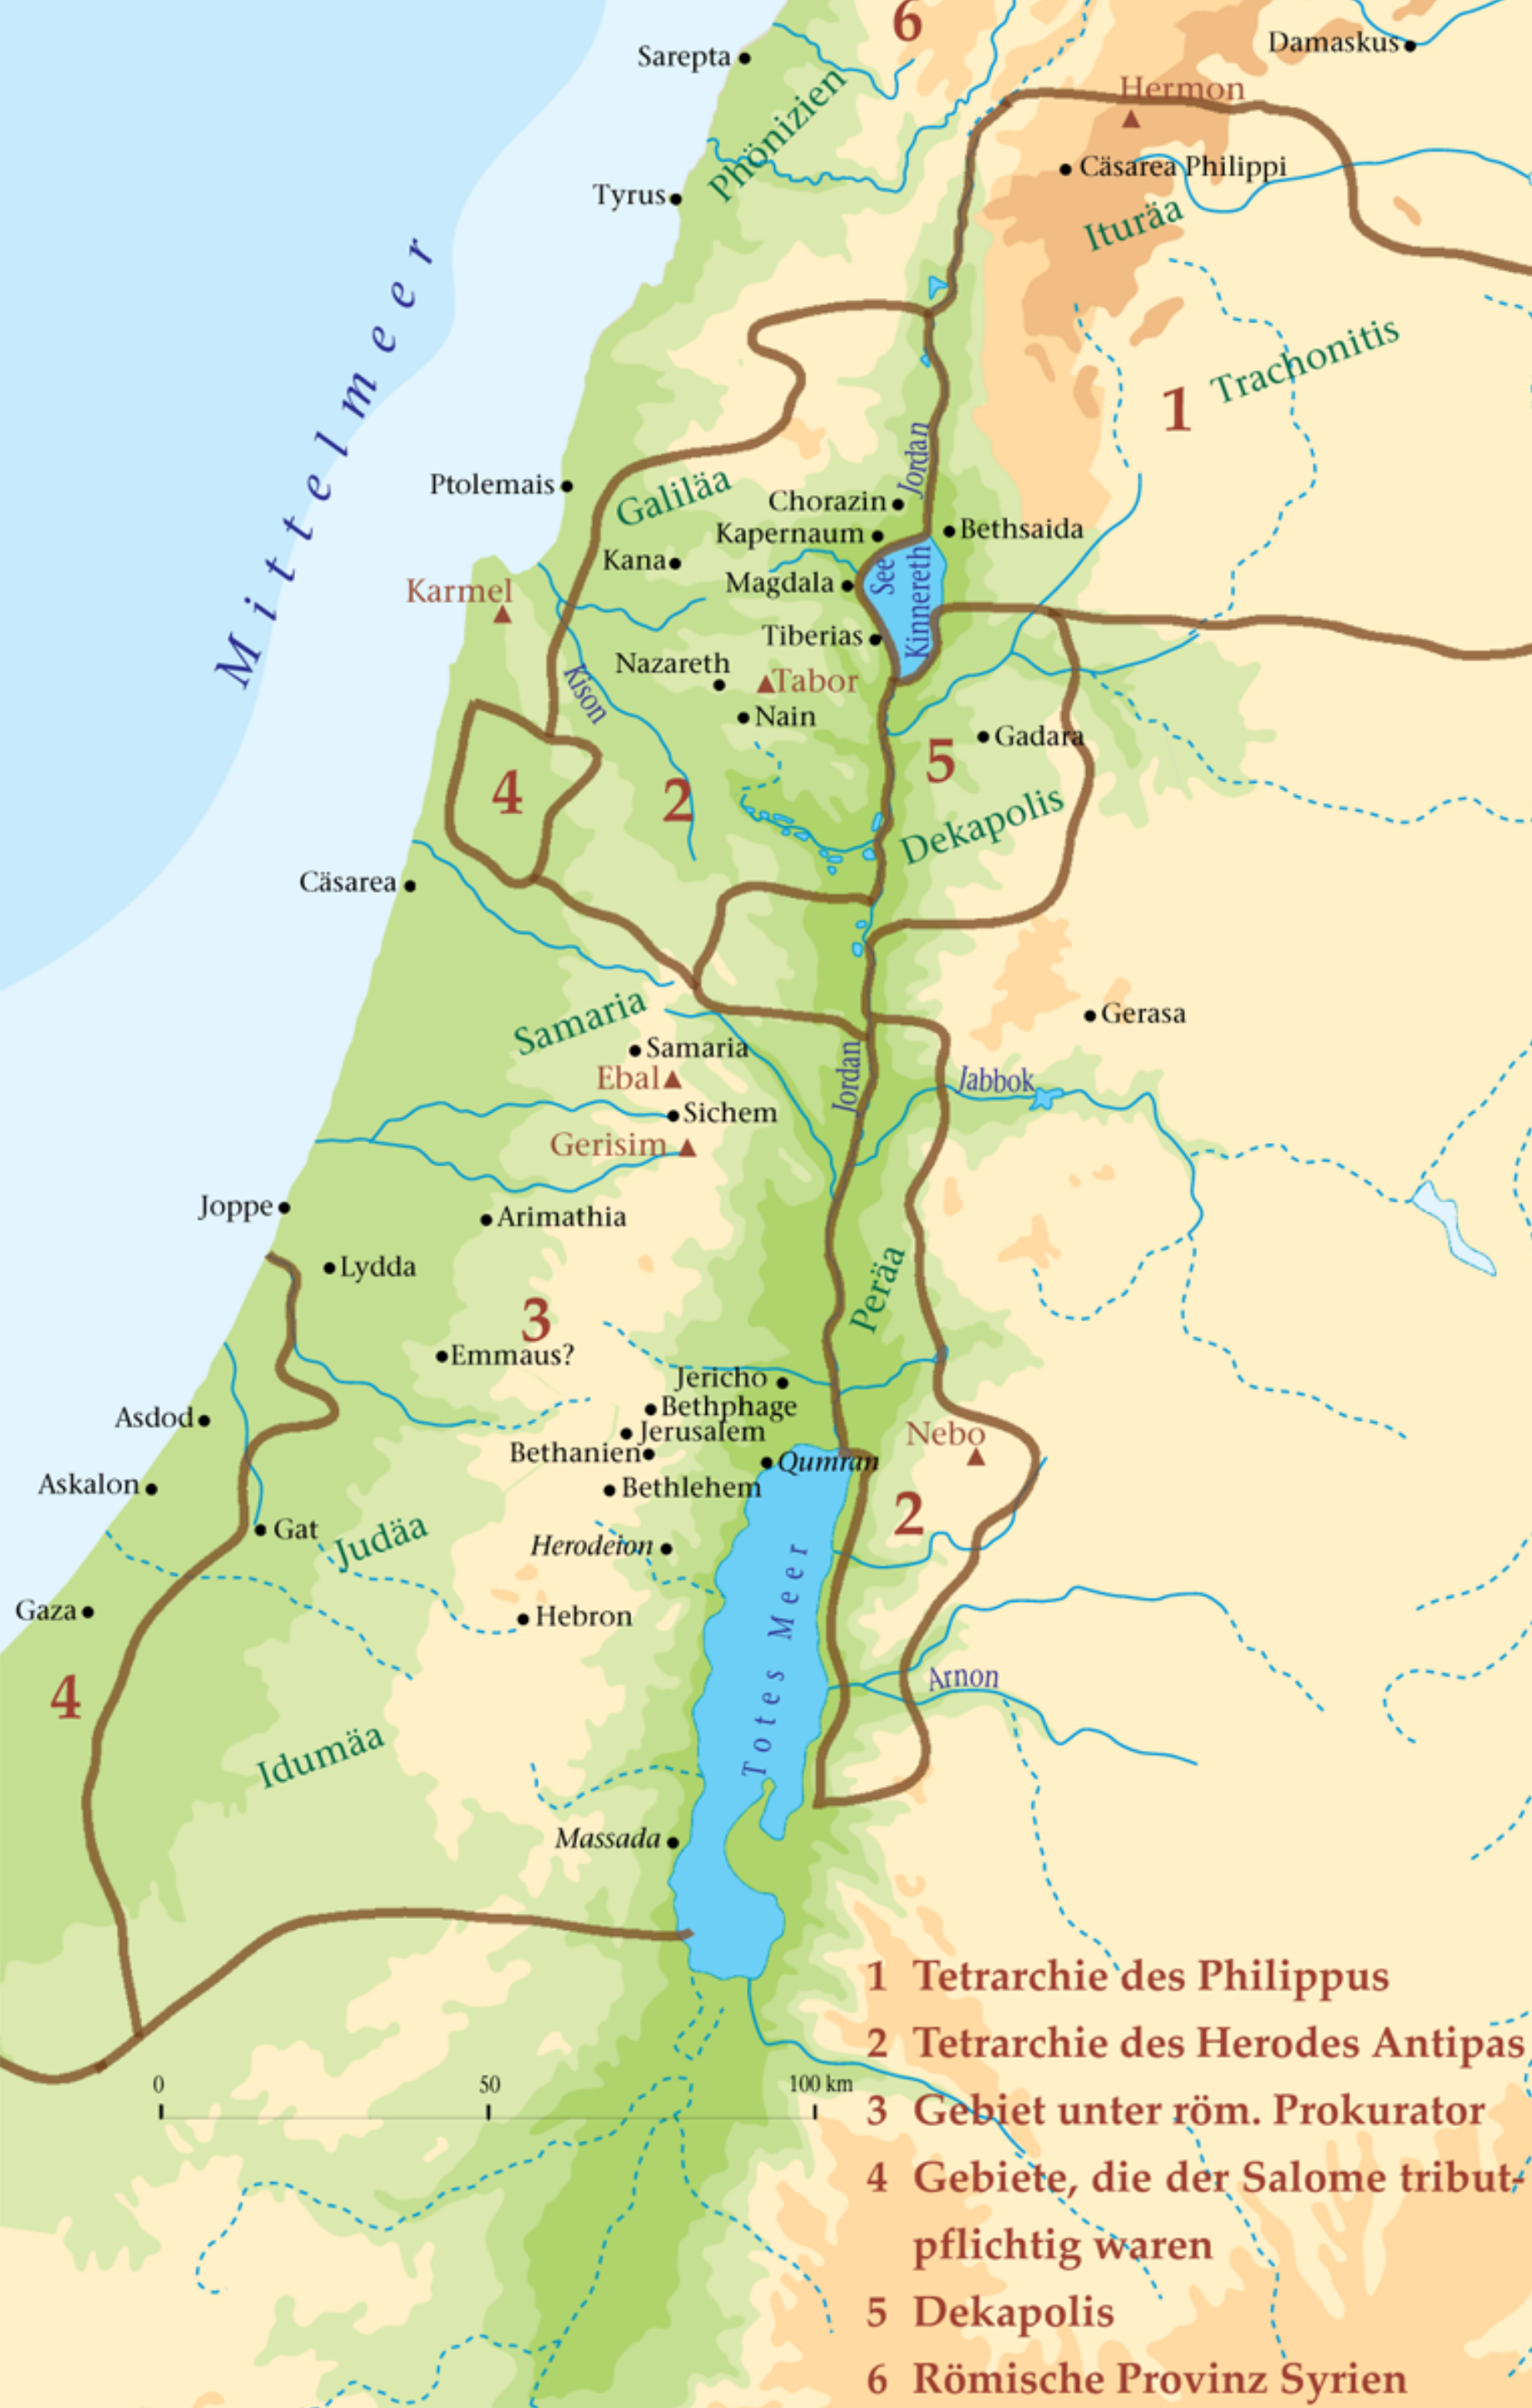 6
Damaskus
Sarepta
Hermon
Phönizien
Cäsarea Philippi
Tyrus
Ituräa
Mittelmeer
Trachonitis
1
Jordan
Ptolemais
Galiläa
Chorazin
Kapernaum
Bethsaida
Kana
See
Kinnereth
Magdala
Karmel
Tiberias
Nazareth
Tabor
Kison
Nain
Gadara
5
4
2
Dekapolis
Cäsarea
Samaria
Gerasa
Samaria
Ebal
Jordan
Jabbok
Sichem
Gerisim
Joppe
Arimathia
Lydda
Peräa
3
Emmaus?
Jericho
Bethphage
Asdod
Jerusalem
Nebo
Bethanien
Qumran
Askalon
Bethlehem
2
Gat
Judäa
Herodeion
Gaza
Hebron
Totes Meer
4
Arnon
Idumäa
Massada
0 50 100 km
1 Tetrarchie des Philippus
2 Tetrarchie des Herodes Antipas
3 Gebiet unter röm. Prokurator
4 Gebiete, die der Salome tribut-
pflichtig waren
5 Dekapolis
6 Römische Provinz Syrien